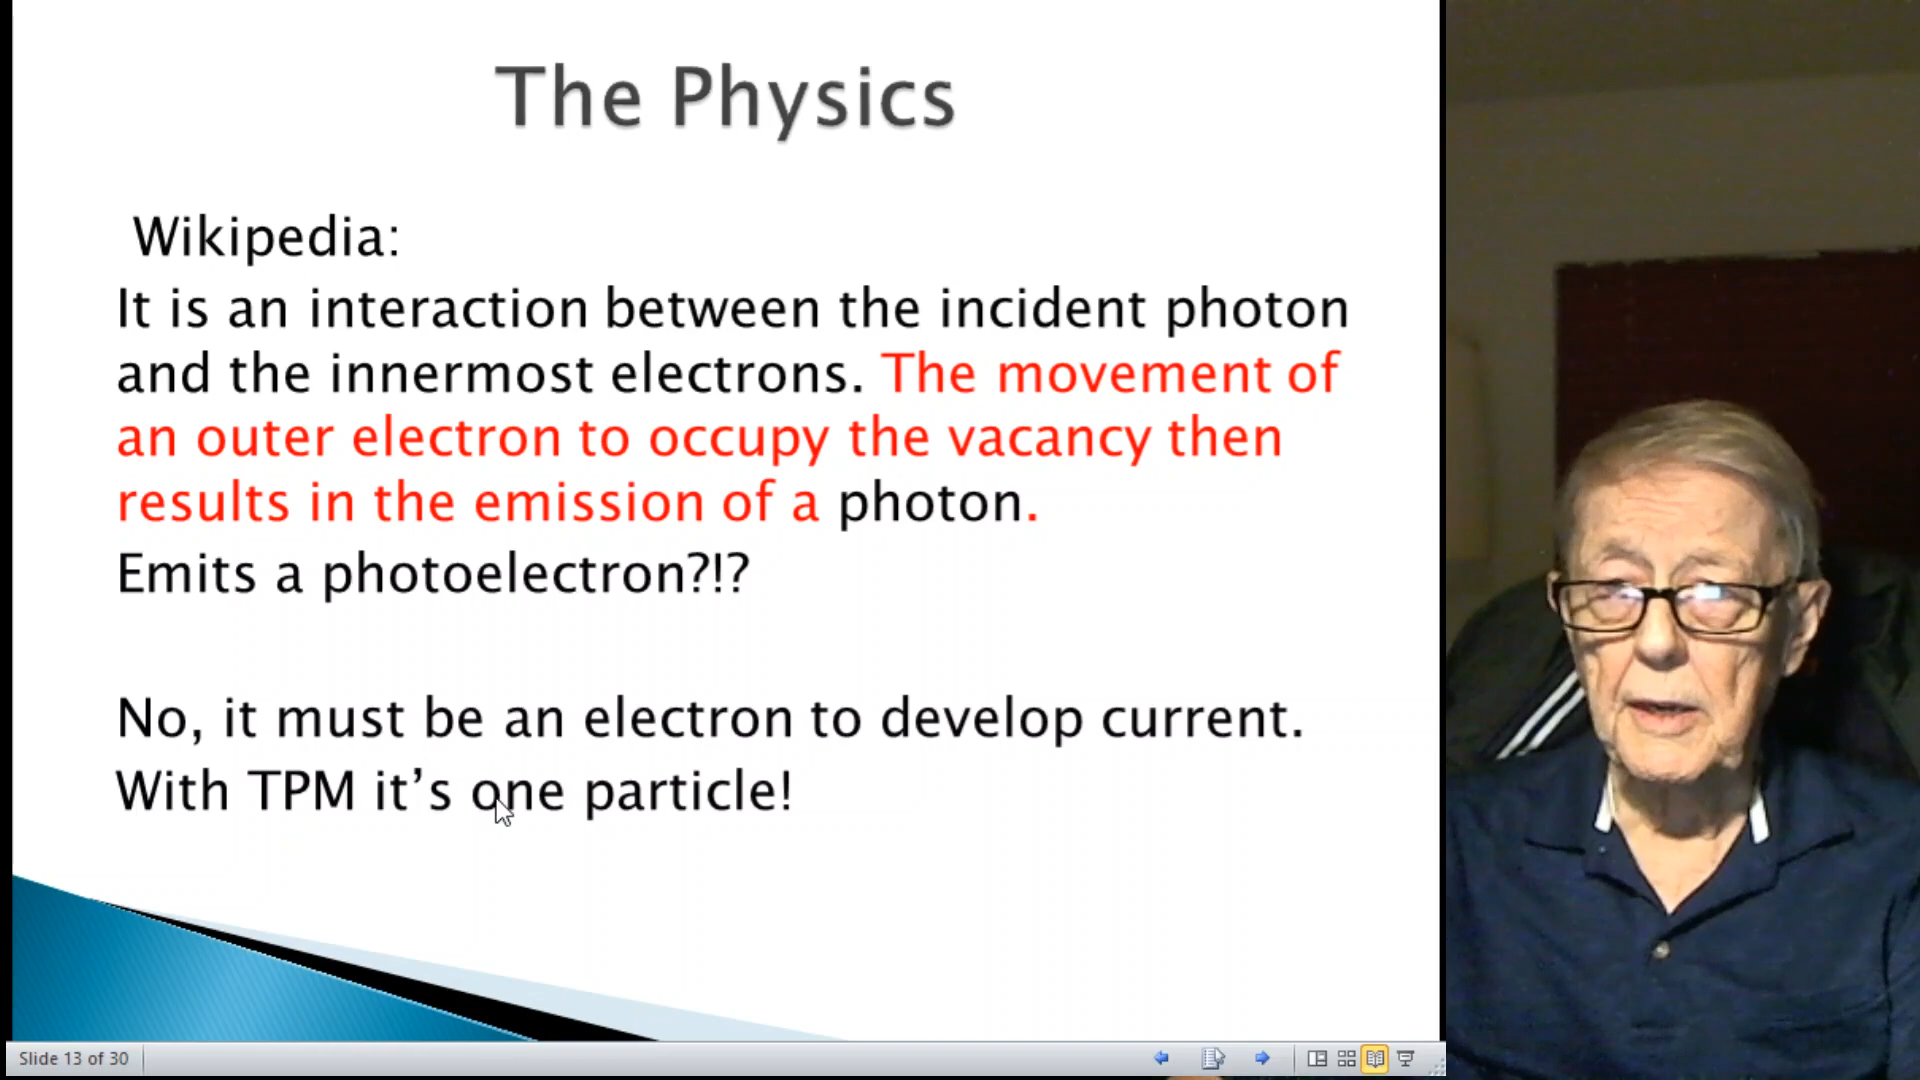 The Physics
Wikipedia:
It is an interaction between the incident photon
and the innermost electrons. The movement of
an outer electron to occupy the vacancy then
results in the emission of a photon.
Emits a photoelectron?!?
No, it must be an electron to develop current.
With TPM it’s one particle!
Slide 13 of 30